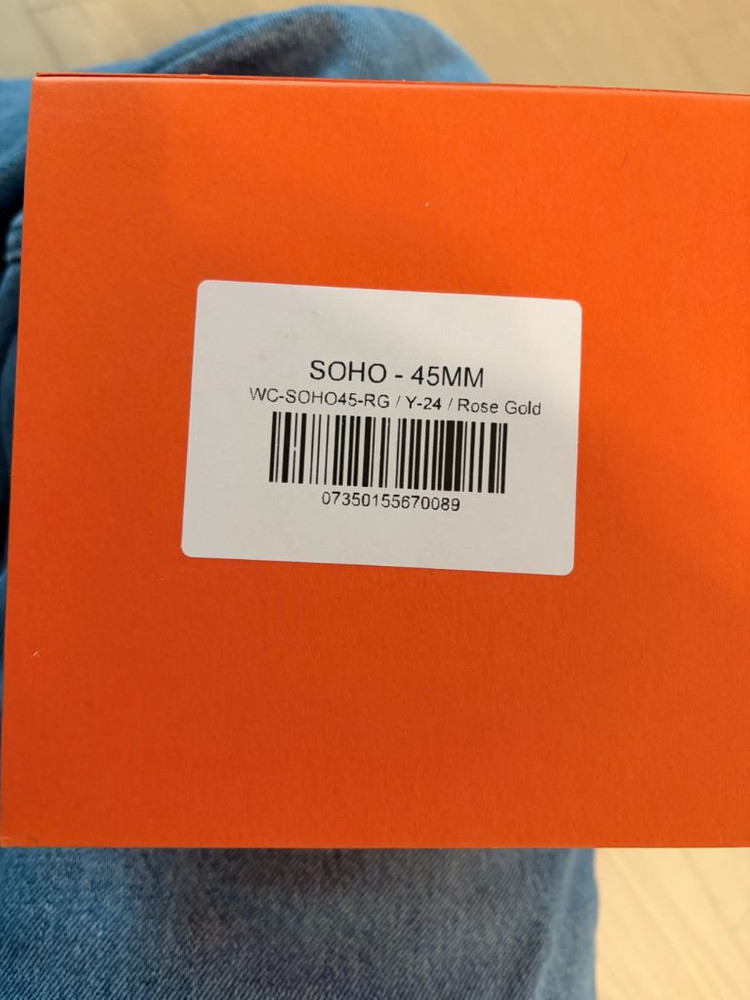 SOHO - 45MM
WC-SOHO45-RG / Y-24 / Rose Gold
07350155670089